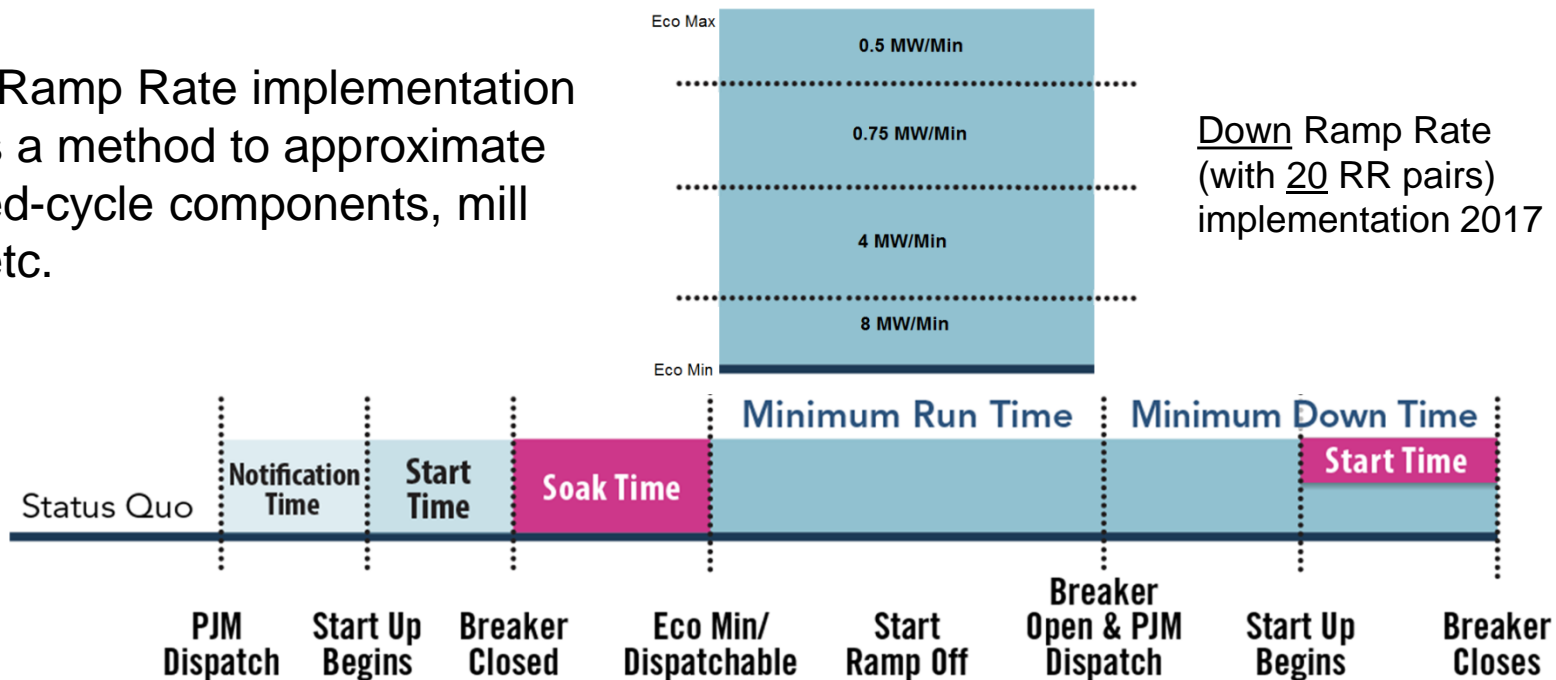 Ramp Rate implementation
s a method to approximate
ed-cycle components, mill
etc.
Eco Max
0.5 MW/Min
0.75 MW/Min
4 MW/Min
8 MW/Min
Eco Min
Down Ramp Rate
(with 20 RR pairs)
implementation 2017
Minimum Run Time
Minimum Down Time
Status Quo
Notification
Time
Start
Time
Soak Time
Start Time
PJM
Dispatch
Start Up
Begins
Breaker
Closed
Eco Min/
Dispatchable
Start
Ramp Off
Breaker
Open & PJM
Dispatch
Start Up
Begins
Breaker
Closes